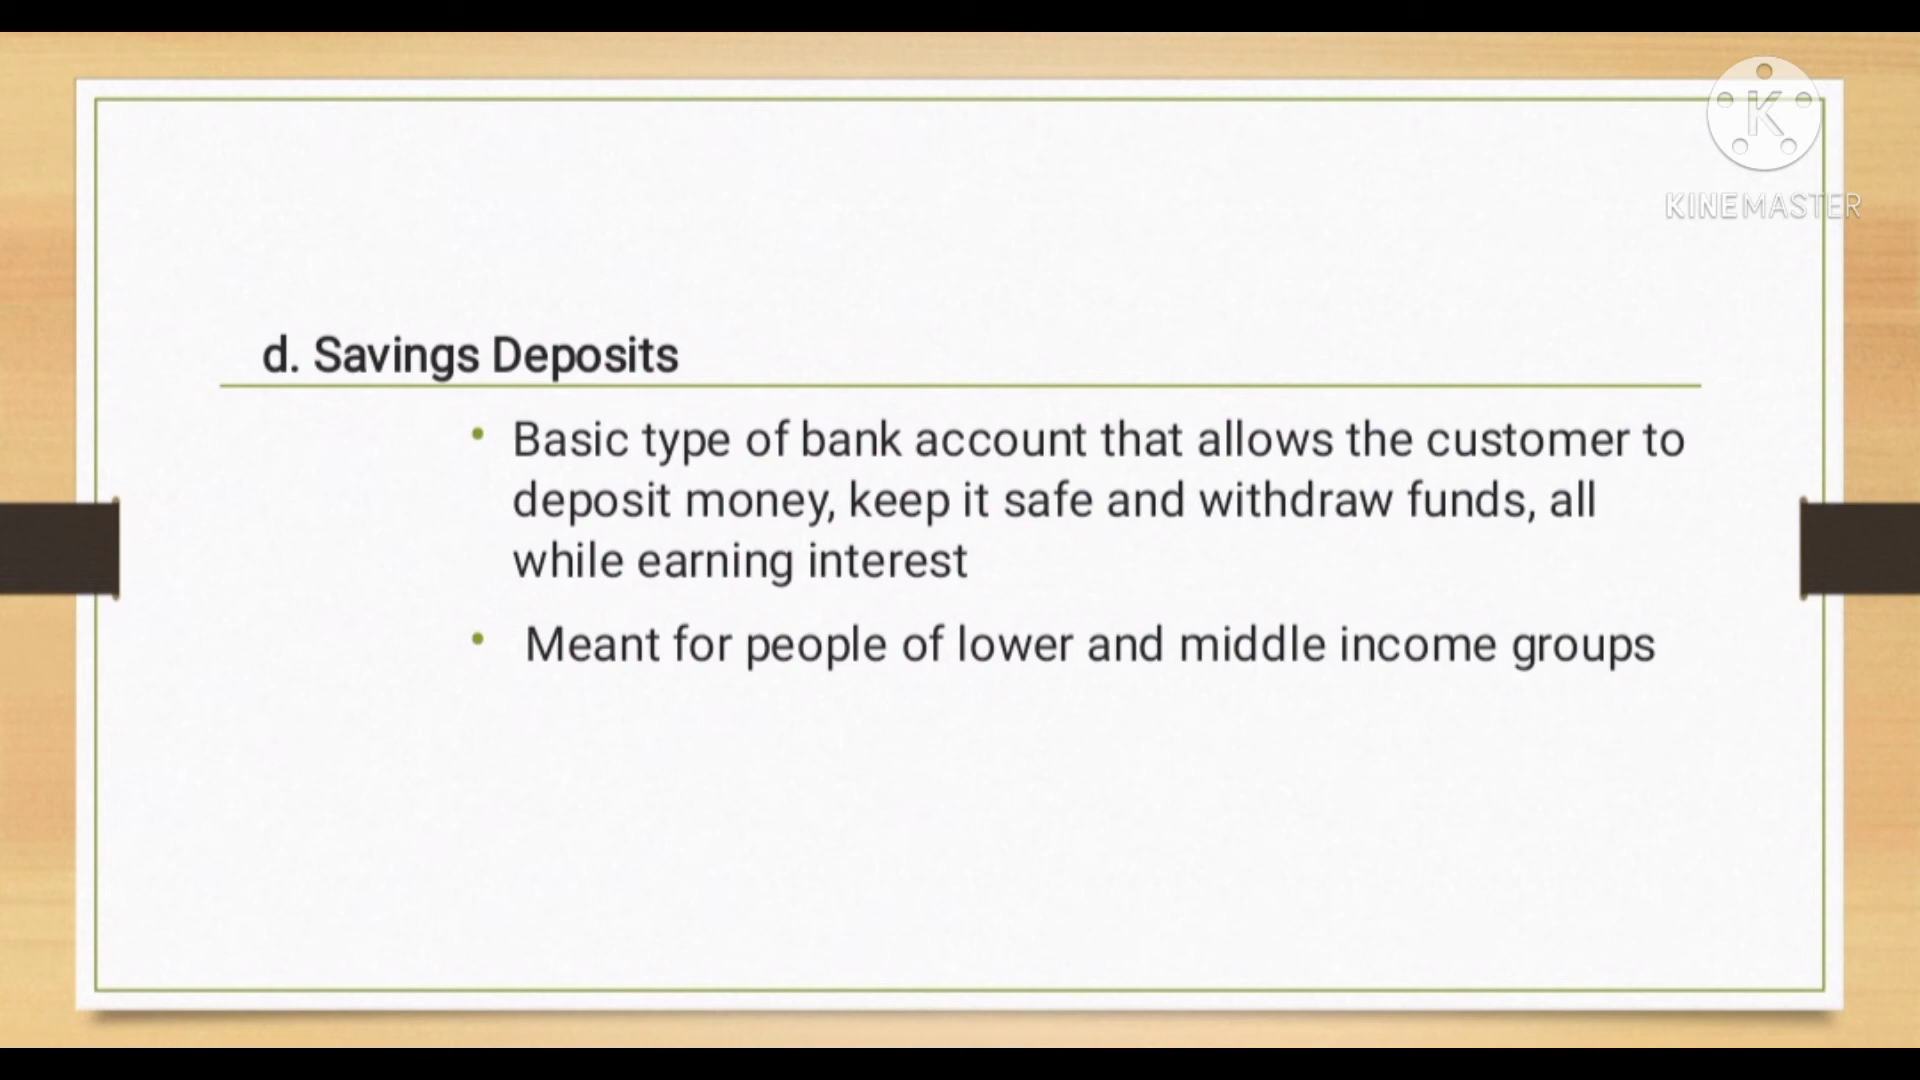 K
KINEMASTER
d. Savings Deposits
• Basic type of bank account that allows the customer to
deposit money, keep it safe and withdraw funds, all
while earning interest
• Meant for people of lower and middle income groups